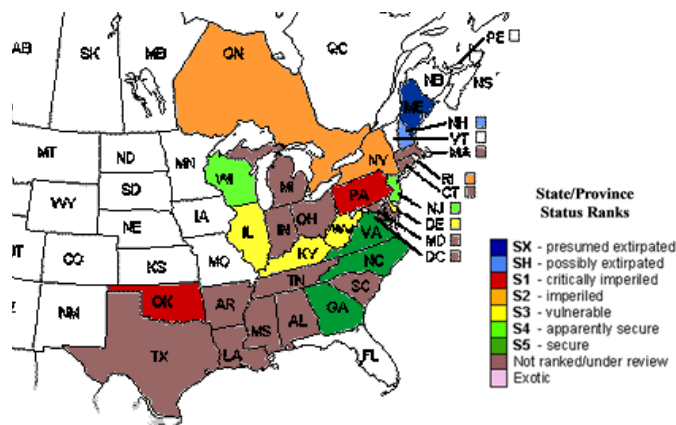 AB
SK
MB
ON
QC
PE
NB
NS
ME
NH
VT
MA
MT
ND
MN
WI
MI
NY
RI
CT
SD
WY
IA
PA
NJ
NE
IL
IN
OH
WV
DE
MD
VA
DC
UT
CO
KS
MO
KY
NC
TN
NM
OK
AR
SC
MS
AL
GA
TX
LA
FL
State/Province
Status Ranks
SX - presumed extirpated
SH - possibly extirpated
S1 - critically imperiled
S2 - imperiled
S3 - vulnerable
S4 - apparently secure
S5 - secure
Not ranked/under review
Exotic